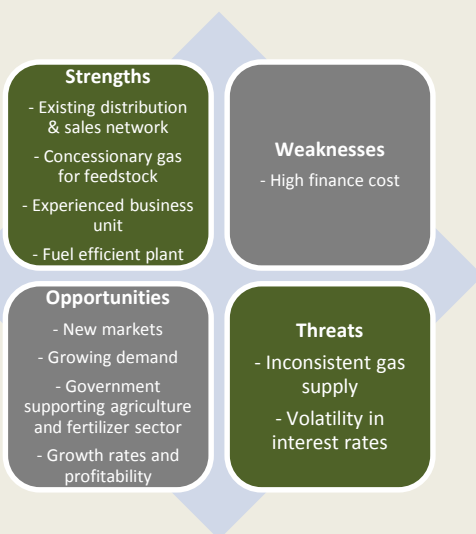 Strengths
- Existing distribution
& sales network
- Concessionary gas
for feedstock
- Experienced business
unit
- Fuel efficient plant
Weaknesses
- High finance cost
Opportunities
- New markets
- Growing demand
- Government
supporting agriculture
and fertilizer sector
- Growth rates and
profitability
Threats
- Inconsistent gas
supply
- Volatility in
interest rates